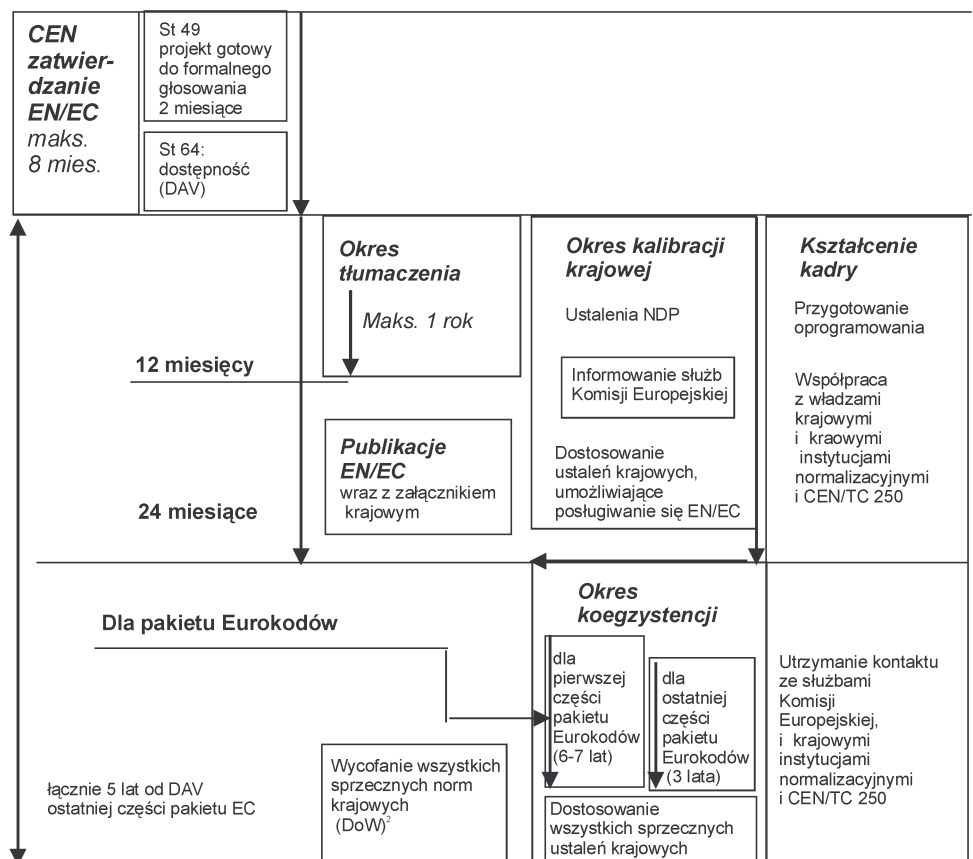 CEN
zatwier-
dzanie
EN/EC
maks.
8 mies.
St 49
projekt gotowy
do formalnego
głosowania
2 miesiące
St 64:
dostępność
(DAV)
Okres
tłumaczenia
Maks. 1 rok
12 miesięcy
Publikacje
EN/EC
wraz z załącznikiem
krajowym
24 miesiące
Okres kalibracji
krajowej
Ustalenia NDP
Informowanie służb
Komisji Europejskiej
Dostosowanie
ustaleń krajowych,
umożliwiające
posługiwanie się EN/EC
Kształcenie
kadry
Przygotowanie
oprogramowania
Współpraca
z władzami
krajowymi
i kraowymi
instytucjami
normalizacyjnymi
i CEN/TC 250
Dla pakietu Eurokodów
Okres
koegzystencji
dla
pierwszej
części
pakietu
Eurokodów
(6-7 lat)
dla
ostatniej
części
pakietu
Eurokodów
(3 lata)
Utrzymanie kontaktu
ze służbami
Komisji
Europejskiej,
i krajowymi
instytucjami
normalizacyjnymi
i CEN/TC 250
łącznie 5 lat od DAV
ostatniej części pakietu EC
Wycofanie wszystkich
sprzecznych norm
krajowych
(DoW)²
Dostosowanie
wszystkich sprzecznych
ustaleń krajowych